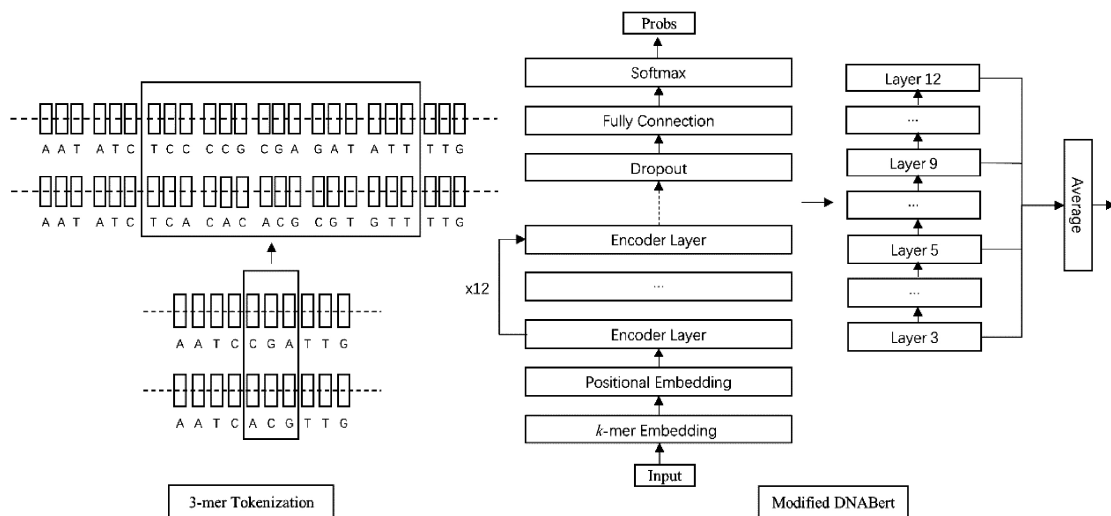 AAT ATC TCC CCG CGA GAT ATT TTG
AAT ATC TCA CAC ACG CGT GTT TTG
A A T C C G A T T G
A A T C A C G T T G
3-mer Tokenization
Probs
Softmax
Fully Connection
Dropout
Encoder Layer
x12
...
Encoder Layer
Positional Embedding
k-mer Embedding
Input
Modified DNABert
Layer 12
...
Layer 9
...
Layer 5
...
Layer 3
Average